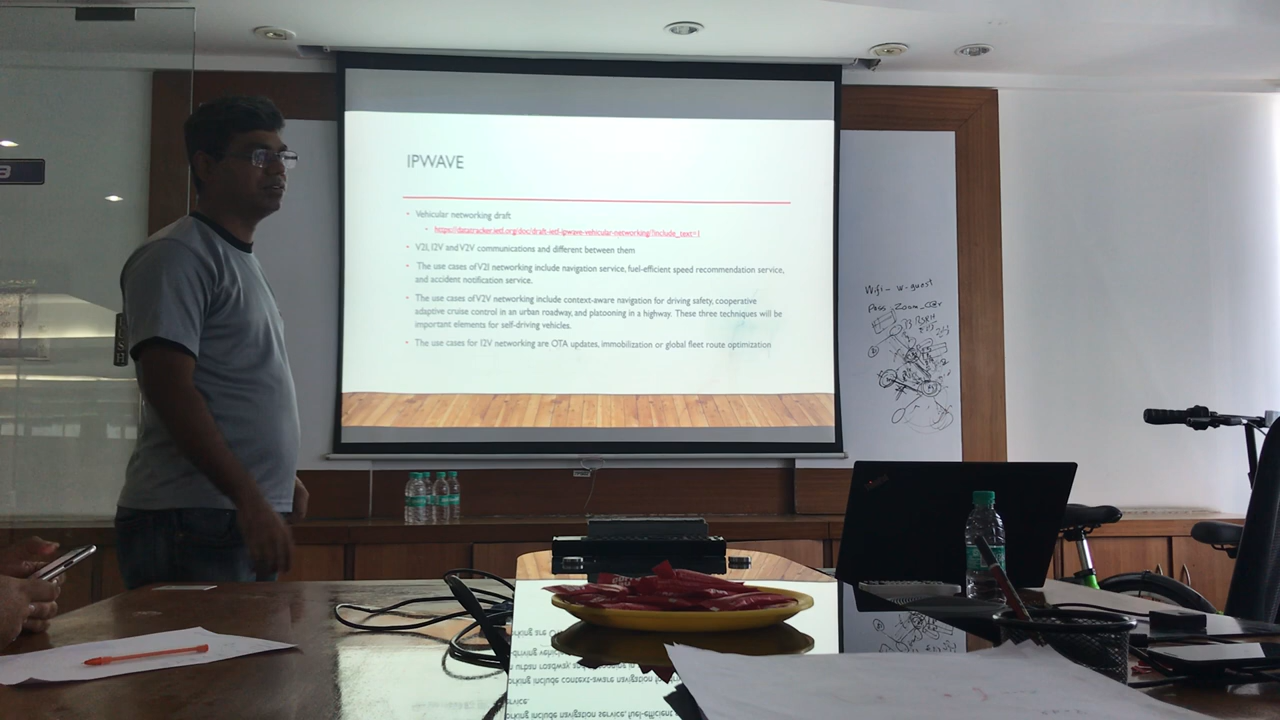 IPWAVE
Vehicular networking draft
https://datatracker.ietf.org/doc/draft-ietf-ipwave-vehicular-networking/?include_text=1
V2I, I2V and V2V communications and different between them
The use cases of V2I networking include navigation service, fuel-efficient speed recommendation service,
and accident notification service.
The use cases of V2V networking include context-aware navigation for driving safety, cooperative
adaptive cruise control in an urban roadway, and platooning in a highway. These three techniques will be
important elements for self-driving vehicles.
The use cases for I2V networking are OTA updates, immobilization or global fleet route optimization
Wifi - w-guest
Pass: Zoom_C@r
PUSH